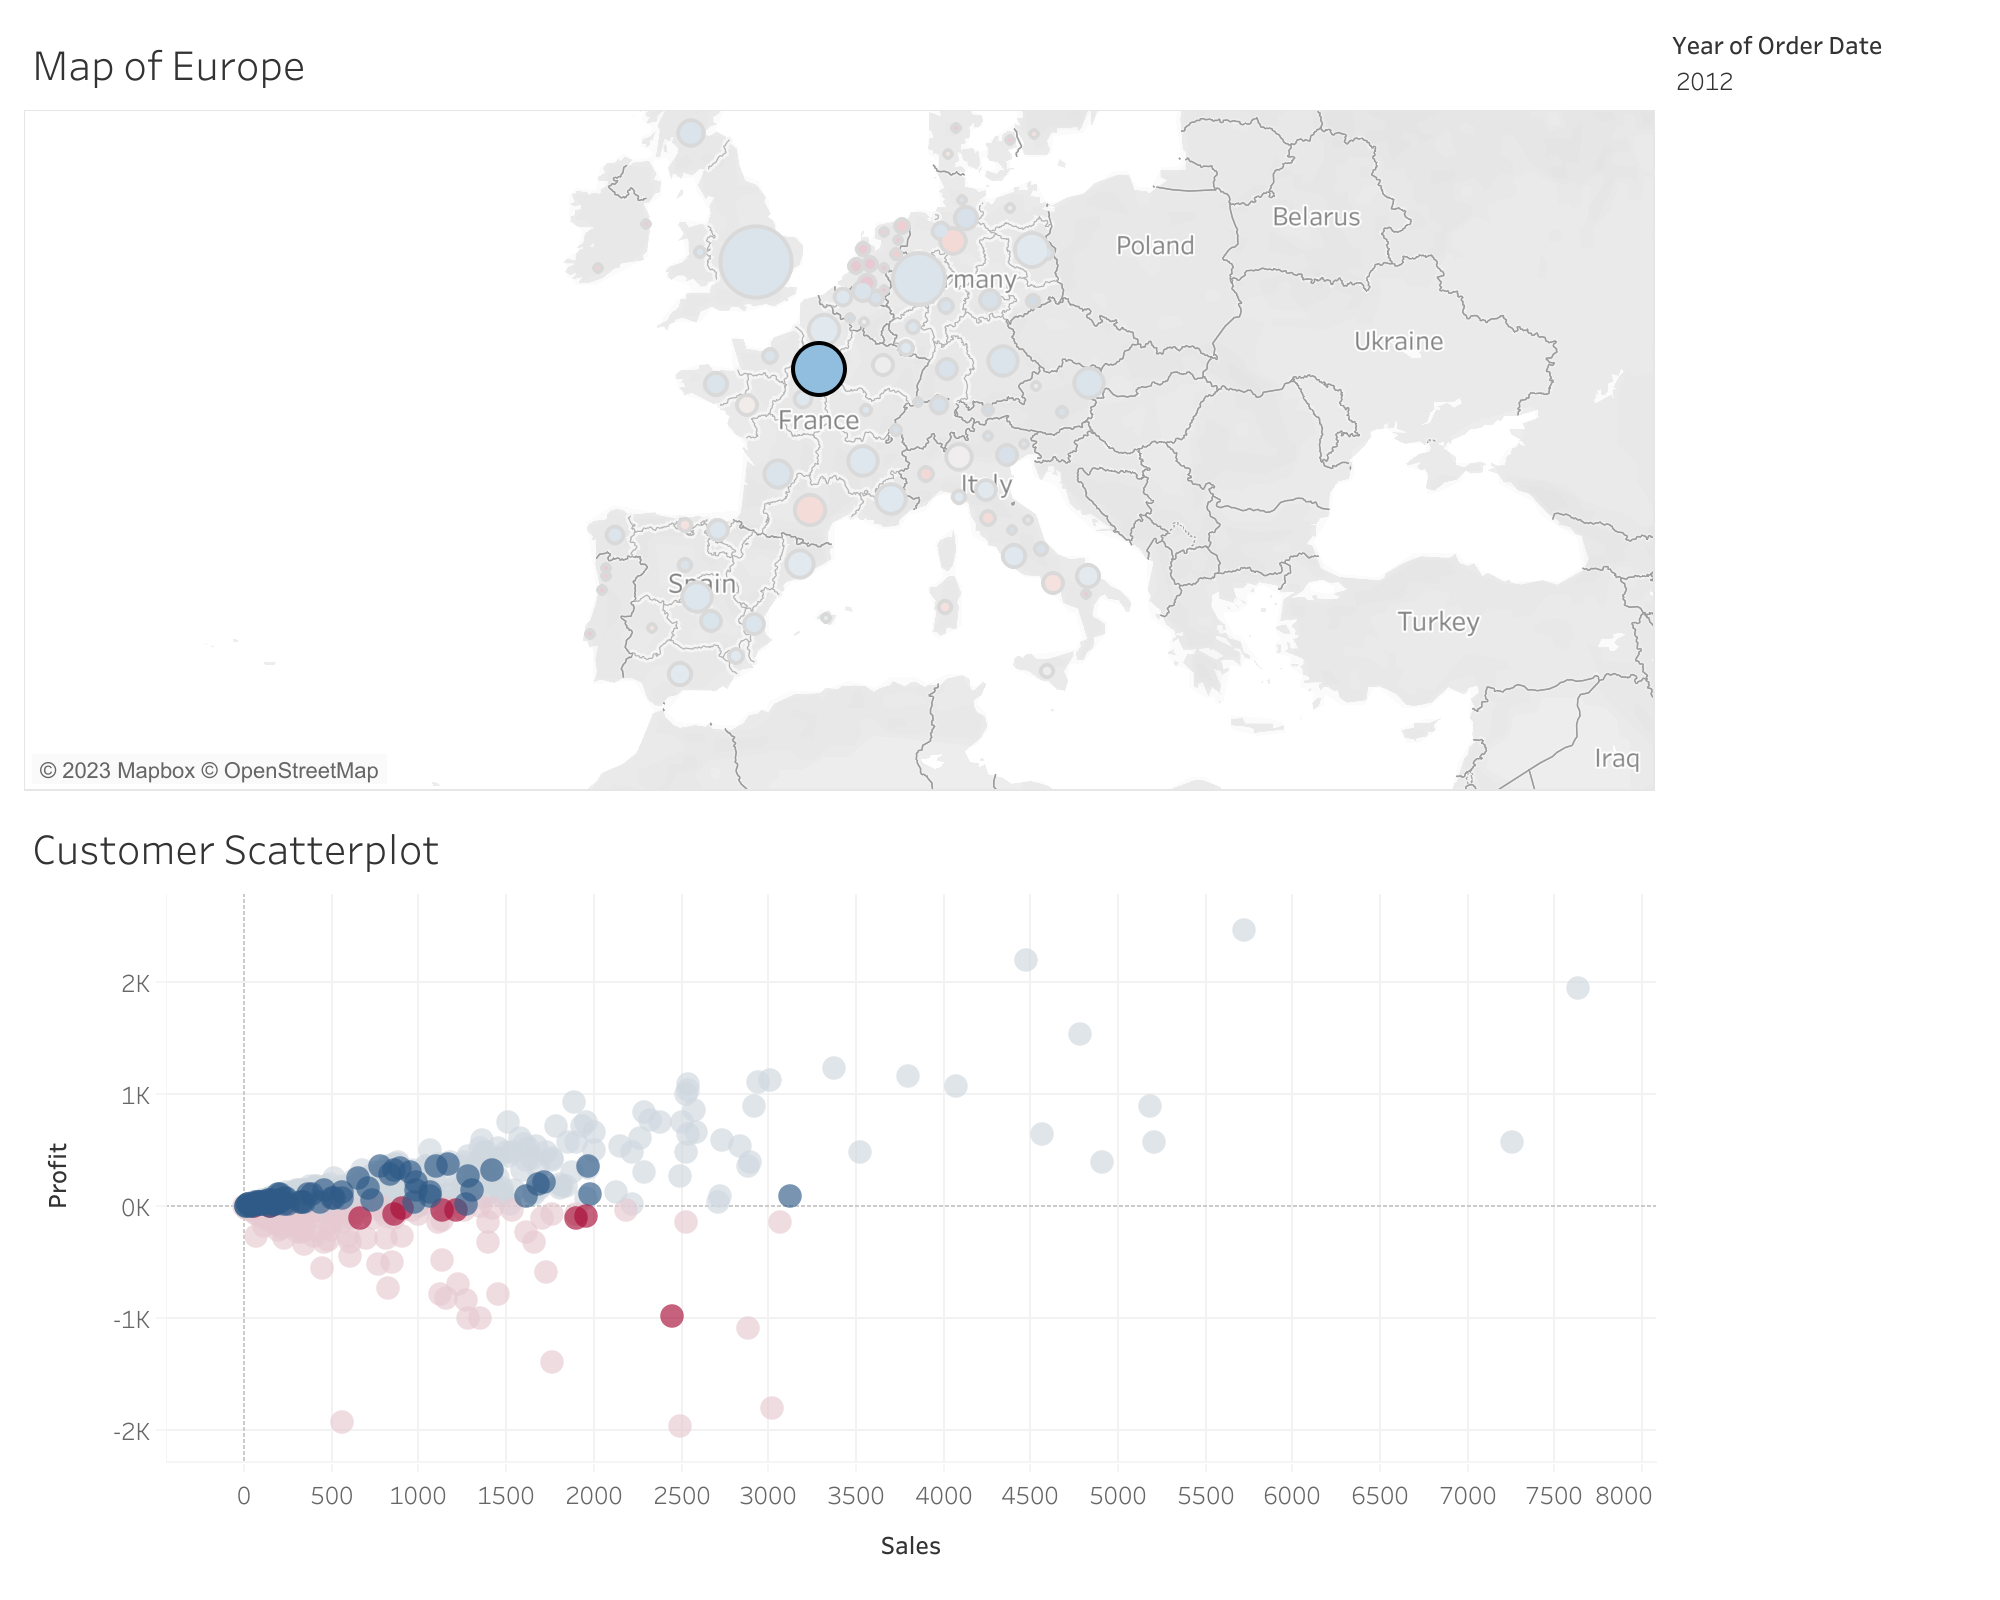 Map of Europe
Year of Order Date
2012
Belarus
Poland
rmany
Ukraine
France
Italy
Spain
Turkey
Iraq
© 2023 Mapbox © OpenStreetMap
Customer Scatterplot
2K
1K
0K
-1K
-2K
Profit
0 500 1000 1500 2000 2500 3000 3500 4000 4500 5000 5500 6000 6500 7000 7500 8000
Sales